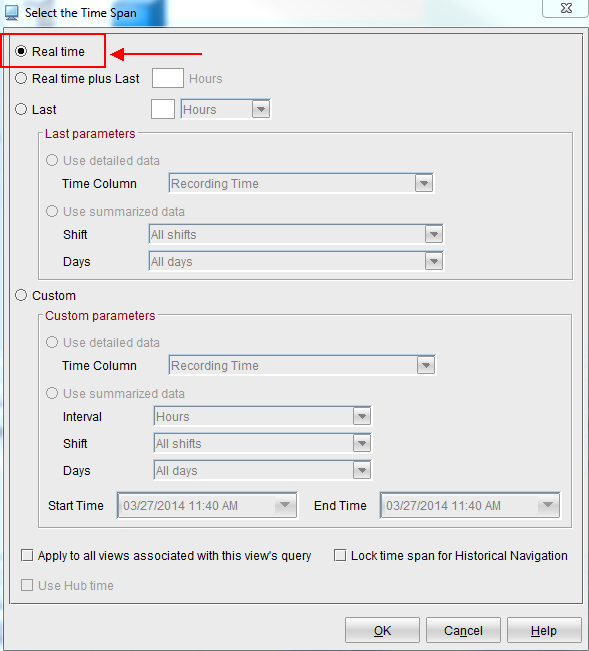 Select the Time Span
Real time
Real time plus Last Hours
Last Hours
Last parameters
Use detailed data
Time Column Recording Time
Use summarized data
Shift All shifts
Days All days
Custom
Custom parameters
Use detailed data
Time Column Recording Time
Use summarized data
Interval Hours
Shift All shifts
Days All days
Start Time 03/27/2014 11:40 AM End Time 03/27/2014 11:40 AM
Apply to all views associated with this view's query Lock time span for Historical Navigation
Use Hub time
OK Cancel Help